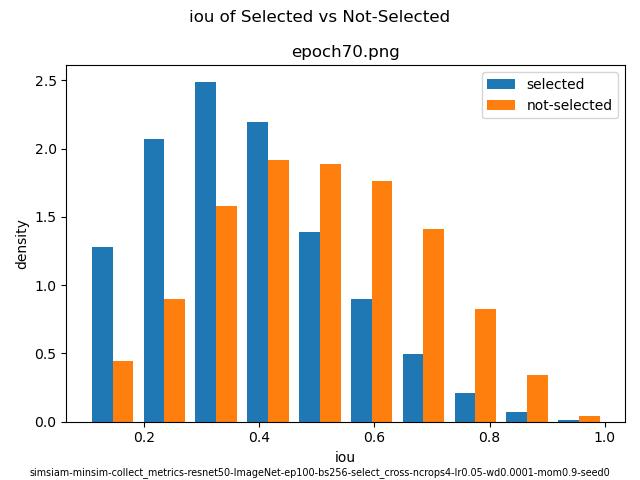 iou of Selected vs Not-Selected
epoch70.png
selected
not-selected
2.5
2.0
1.5
1.0
0.5
0.0
density
0.2 0.4 0.6 0.8 1.0
iou
simsiam-minsim-collect_metrics-resnet50-ImageNet-ep100-bs256-select_cross-ncrops4-lr0.05-wd0.0001-mom0.9-seed0